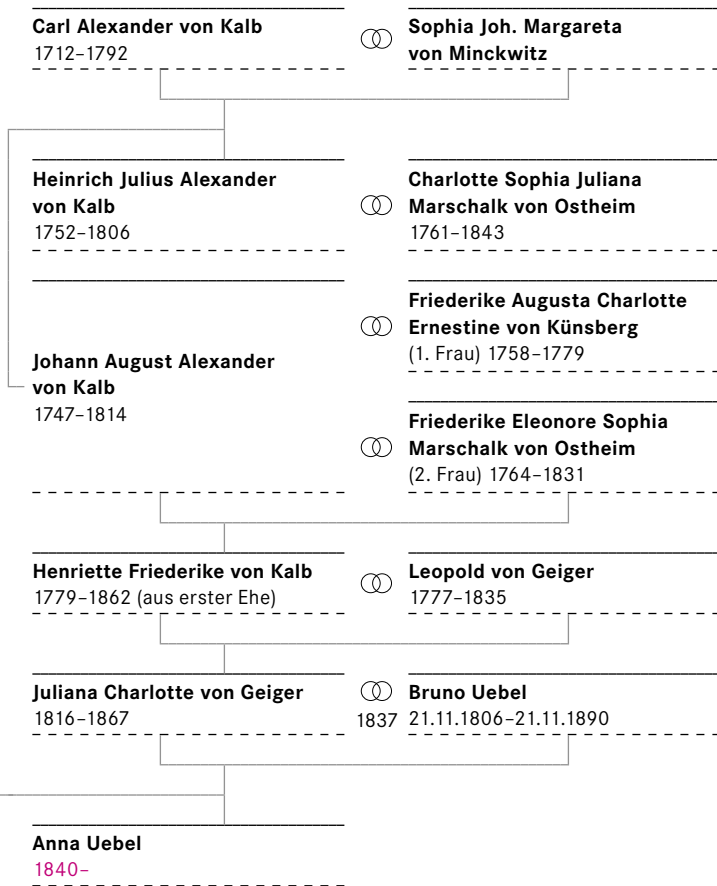 Carl Alexander von Kalb
1712–1792
Sophia Joh. Margareta
von Minckwitz
Heinrich Julius Alexander
von Kalb
1752–1806
Charlotte Sophia Juliana
Marschalk von Ostheim
1761–1843
Johann August Alexander
von Kalb
1747–1814
Friederike Augusta Charlotte
Ernestine von Künsberg
(1. Frau) 1758–1779
Friederike Eleonore Sophia
Marschalk von Ostheim
(2. Frau) 1764–1831
Henriette Friederike von Kalb
1779–1862 (aus erster Ehe)
Leopold von Geiger
1777–1835
Juliana Charlotte von Geiger
1816–1867
1837
Bruno Uebel
21.11.1806–21.11.1890
Anna Uebel
1840–